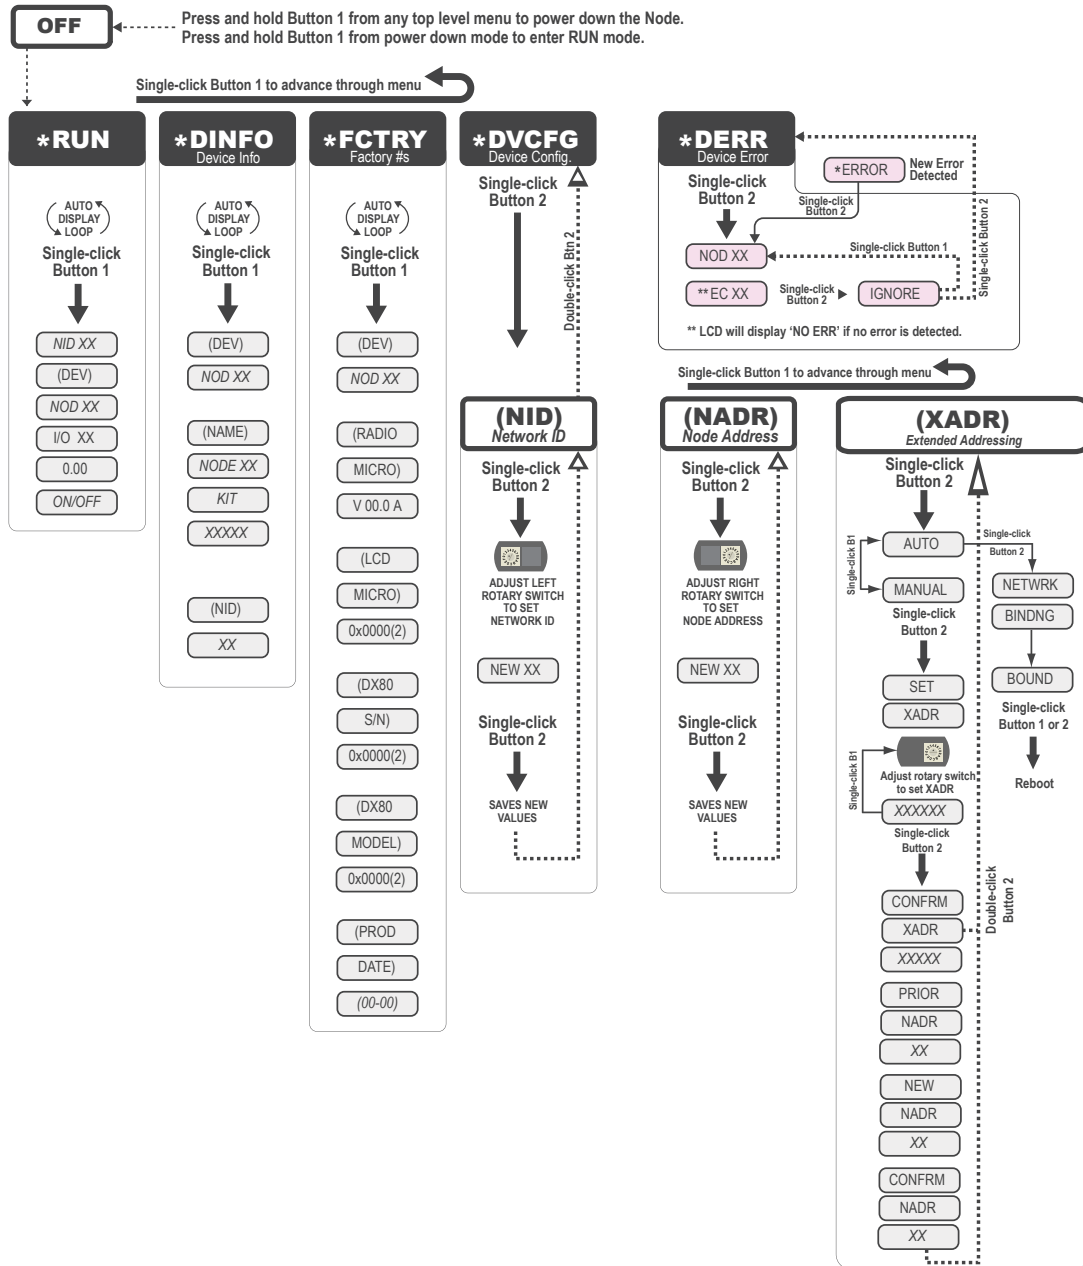 OFF
Press and hold Button 1 from any top level menu to power down the Node.
Press and hold Button 1 from power down mode to enter RUN mode.
Single-click Button 1 to advance through menu
*RUN
AUTO
DISPLAY
LOOP
Single-click
Button 1
NID XX
(DEV)
NOD XX
I/O XX
0.00
ON/OFF
*DINFO
Device Info
AUTO
DISPLAY
LOOP
Single-click
Button 1
(DEV)
NOD XX
(NAME)
NODE XX
KIT
XXXXX
(NID)
XX
*FCTRY
Factory #s
AUTO
DISPLAY
LOOP
Single-click
Button 1
(DEV)
NOD XX
(RADIO
MICRO)
V 00.0 A
(LCD
MICRO)
0x0000(2)
(DX80
S/N)
0x0000(2)
(DX80
MODEL)
0x0000(2)
(PROD
DATE)
(00-00)
*DVCFG
Device Config.
Single-click
Button 2
Double-click Btn 2
(NID)
Network ID
Single-click
Button 2
ADJUST LEFT
ROTARY SWITCH
TO SET
NETWORK ID
NEW XX
Single-click
Button 2
SAVES NEW
VALUES
*DERR
Device Error
Single-click
Button 2
*ERROR
New Error
Detected
Single-click
Button 2
NOD XX
Single-click Button 1
Single-click Button 2
** EC XX
Single-click
Button 2
IGNORE
** LCD will display ‘NO ERR’ if no error is detected.
Single-click Button 1 to advance through menu
(NADR)
Node Address
Single-click
Button 2
ADJUST RIGHT
ROTARY SWITCH
TO SET
NODE ADDRESS
NEW XX
Single-click
Button 2
SAVES NEW
VALUES
(XADR)
Extended Addressing
Single-click
Button 2
Single-click B1
AUTO
Single-click
Button 2
MANUAL
NETWRK
BINDNG
BOUND
Single-click
Button 1 or 2
Reboot
Single-click
Button 2
SET
XADR
Single-click B1
Adjust rotary switch
to set XADR
XXXXXX
Single-click
Button 2
CONFRM
XADR
XXXXX
Double-click
Button 2
PRIOR
NADR
XX
NEW
NADR
XX
CONFRM
NADR
XX